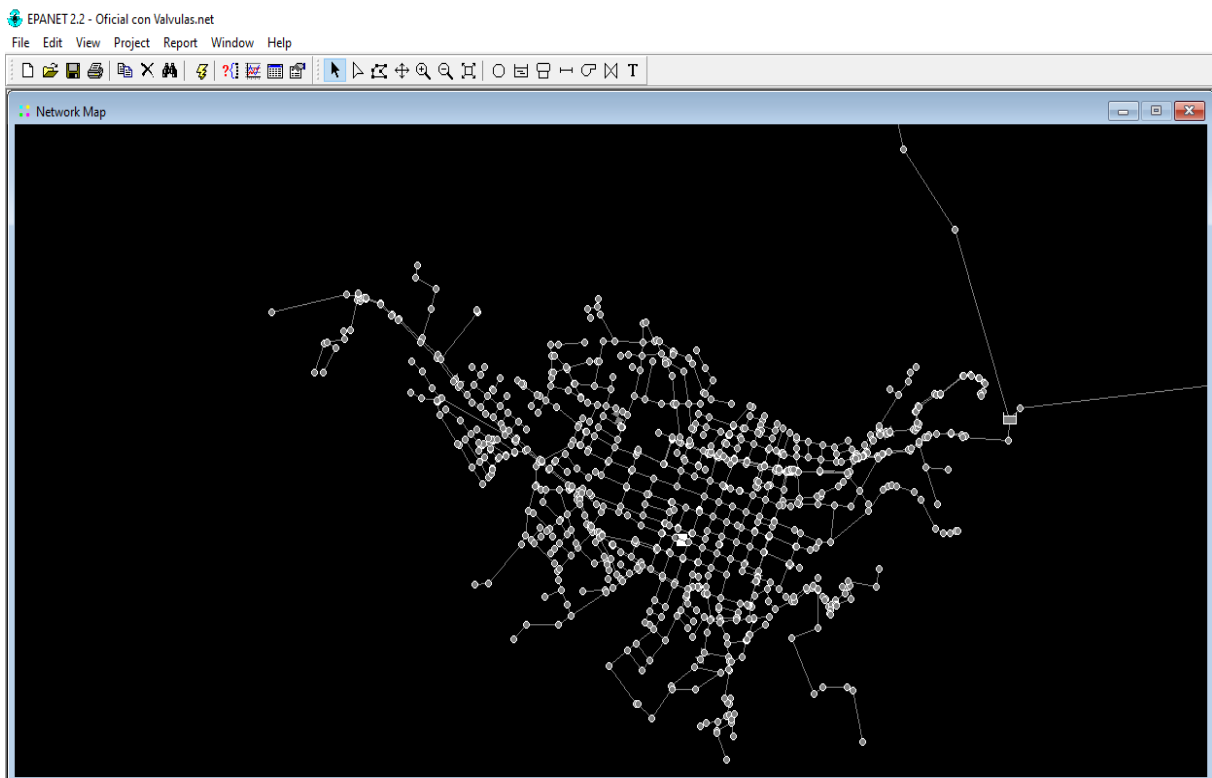 EPANET 2.2 - Oficial con Valvulas.net
File Edit View Project Report Window Help
T
Network Map